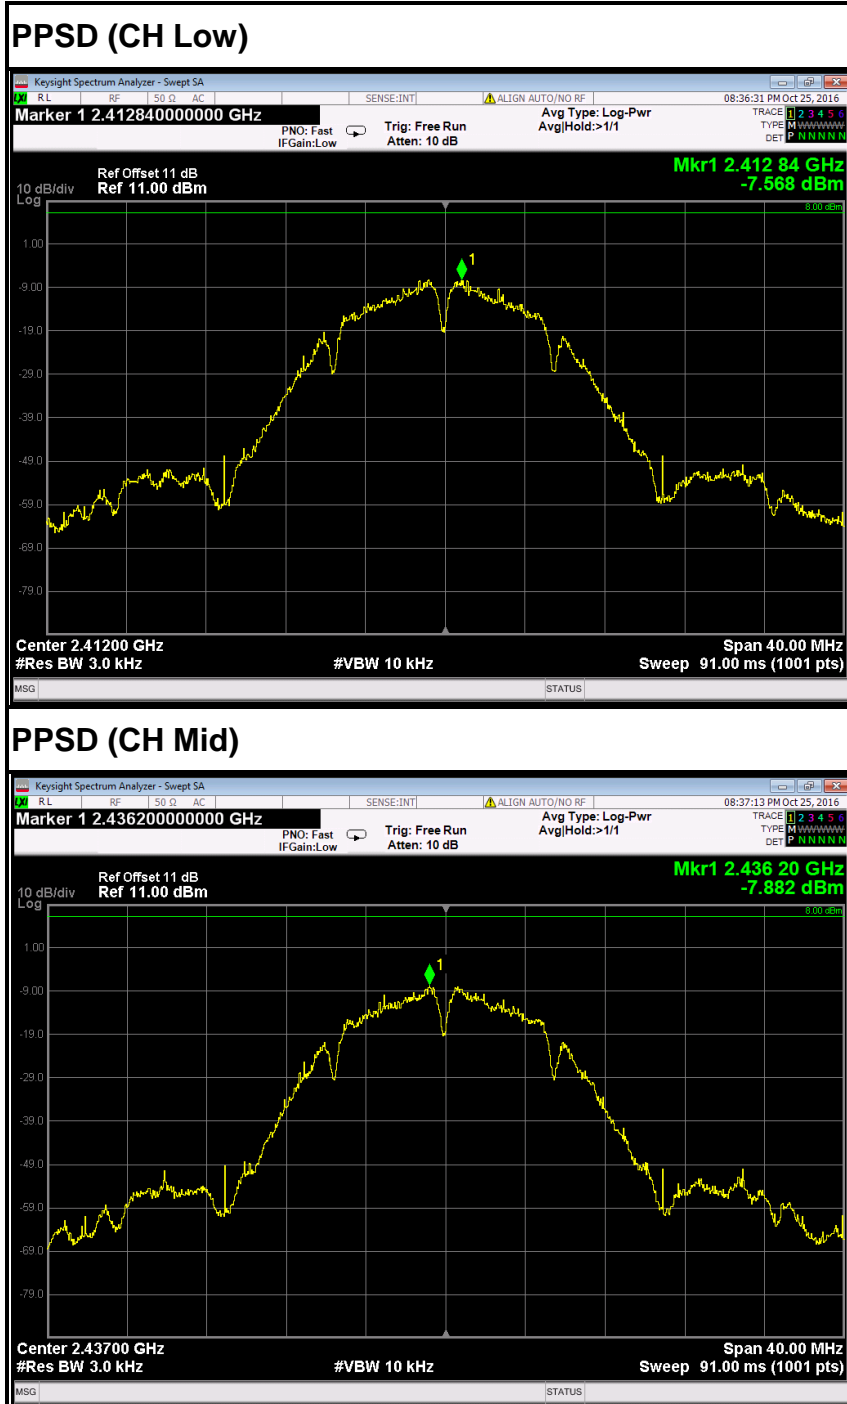 PPSD (CH Low)
Keysight Spectrum Analyzer - Swept SA
LXI RL RF 50 Ω AC SENSE:INT ALIGN AUTO/NO RF 08:36:31 PM Oct 25, 2016
Marker 1 2.412840000000 GHz
PNO: Fast
IFGain:Low
Trig: Free Run
Atten: 10 dB
Avg Type: Log-Pwr
Avg|Hold:>1/1
TRACE 1 2 3 4 5 6
TYPE M WWWWW
DET P N N N N N
Mkr1 2.412 84 GHz
-7.568 dBm
Ref Offset 11 dB
10 dB/div Ref 11.00 dBm
Log
8.00 dBm
1.00
1
-9.00
-19.0
-29.0
-39.0
-49.0
-59.0
-69.0
-79.0
Center 2.41200 GHz Span 40.00 MHz
#Res BW 3.0 kHz #VBW 10 kHz Sweep 91.00 ms (1001 pts)
MSG STATUS
PPSD (CH Mid)
Keysight Spectrum Analyzer - Swept SA
LXI RL RF 50 Ω AC SENSE:INT ALIGN AUTO/NO RF 08:37:13 PM Oct 25, 2016
Marker 1 2.436200000000 GHz
PNO: Fast
IFGain:Low
Trig: Free Run
Atten: 10 dB
Avg Type: Log-Pwr
Avg|Hold:>1/1
TRACE 1 2 3 4 5 6
TYPE M WWWWW
DET P N N N N N
Mkr1 2.436 20 GHz
-7.882 dBm
Ref Offset 11 dB
10 dB/div Ref 11.00 dBm
Log
8.00 dBm
1.00
1
-9.00
-19.0
-29.0
-39.0
-49.0
-59.0
-69.0
-79.0
Center 2.43700 GHz Span 40.00 MHz
#Res BW 3.0 kHz #VBW 10 kHz Sweep 91.00 ms (1001 pts)
MSG STATUS